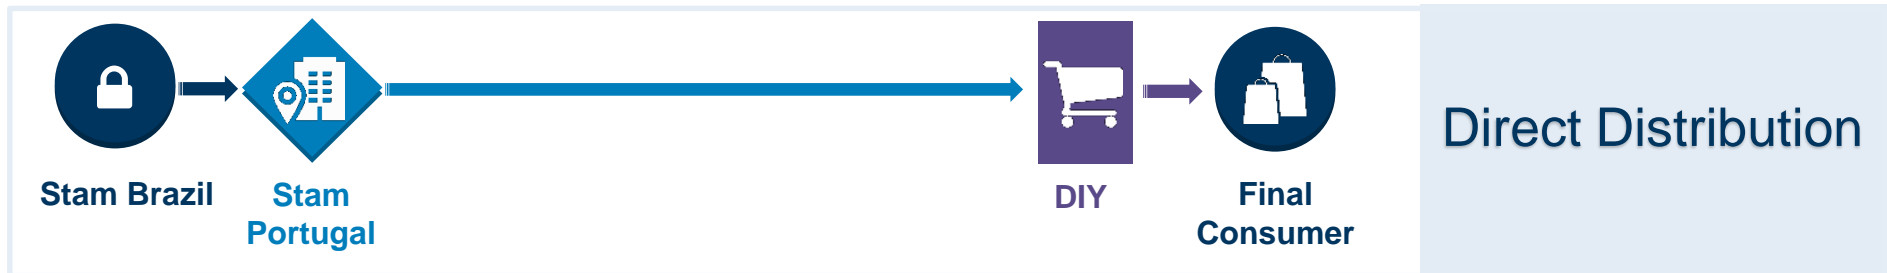 Stam Brazil
Stam
Portugal
DIY
Final
Consumer
Direct Distribution